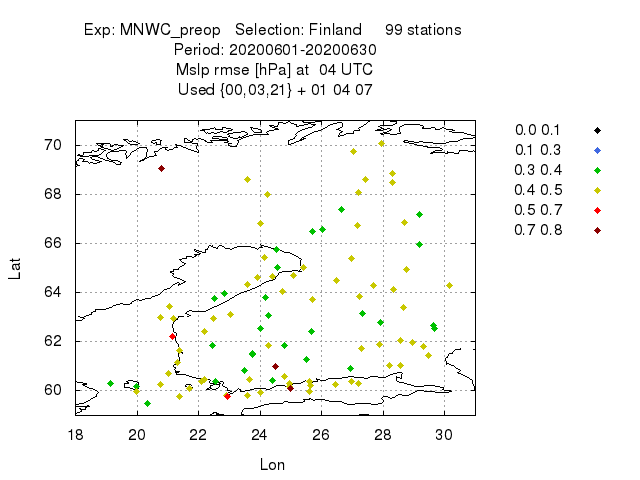 Exp: MNWC_preop   Selection: Finland     99 stations
Period: 20200601-20200630
Mslp rmse [hPa] at  04 UTC
Used {00,03,21} + 01 04 07
0.0 0.1
0.1 0.3
0.3 0.4
0.4 0.5
0.5 0.7
0.7 0.8
70
68
66
64
62
60
Lat
18 20 22 24 26 28 30
Lon